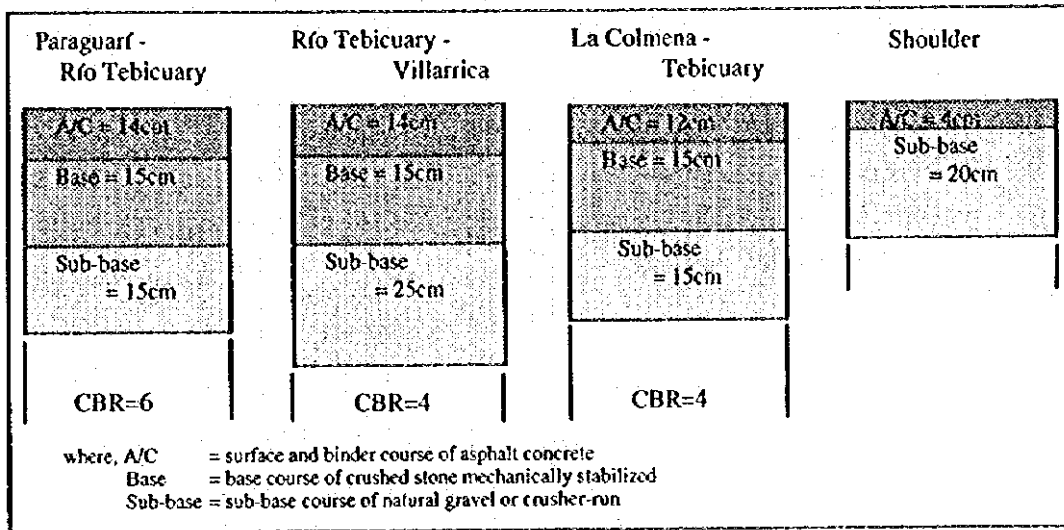 Paraguarí -
Río Tebicuary
A/C = 14cm
Base = 15cm
Sub-base
= 15cm
CBR=6
Río Tebicuary -
Villarrica
A/C = 14cm
Base = 15cm
Sub-base
= 25cm
CBR=4
La Colmena -
Tebicuary
A/C = 12cm
Base = 15cm
Sub-base
= 15cm
CBR=4
Shoulder
A/C = 4cm
Sub-base
= 20cm
where, A/C = surface and binder course of asphalt concrete
Base = base course of crushed stone mechanically stabilized
Sub-base = sub-base course of natural gravel or crusher-run